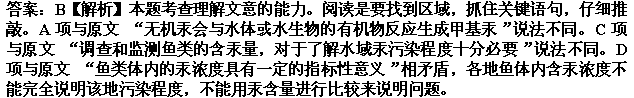 答案：B【解析】本题考查理解文意的能力。阅读是要找到区域，抓住关键语句，仔细推
敲。A 项与原文 “无机汞会与水体或水生物的有机物反应生成甲基汞”说法不同。C 项
与原文 “调查和监测鱼类的含汞量，对于了解水域汞污染程度十分必要”说法不同。D
项与原文 “鱼类体内的汞浓度具有一定的指标性意义”相矛盾，各地鱼体内含汞浓度不
能完全说明该地污染程度，不能用汞含量进行比较来说明问题。